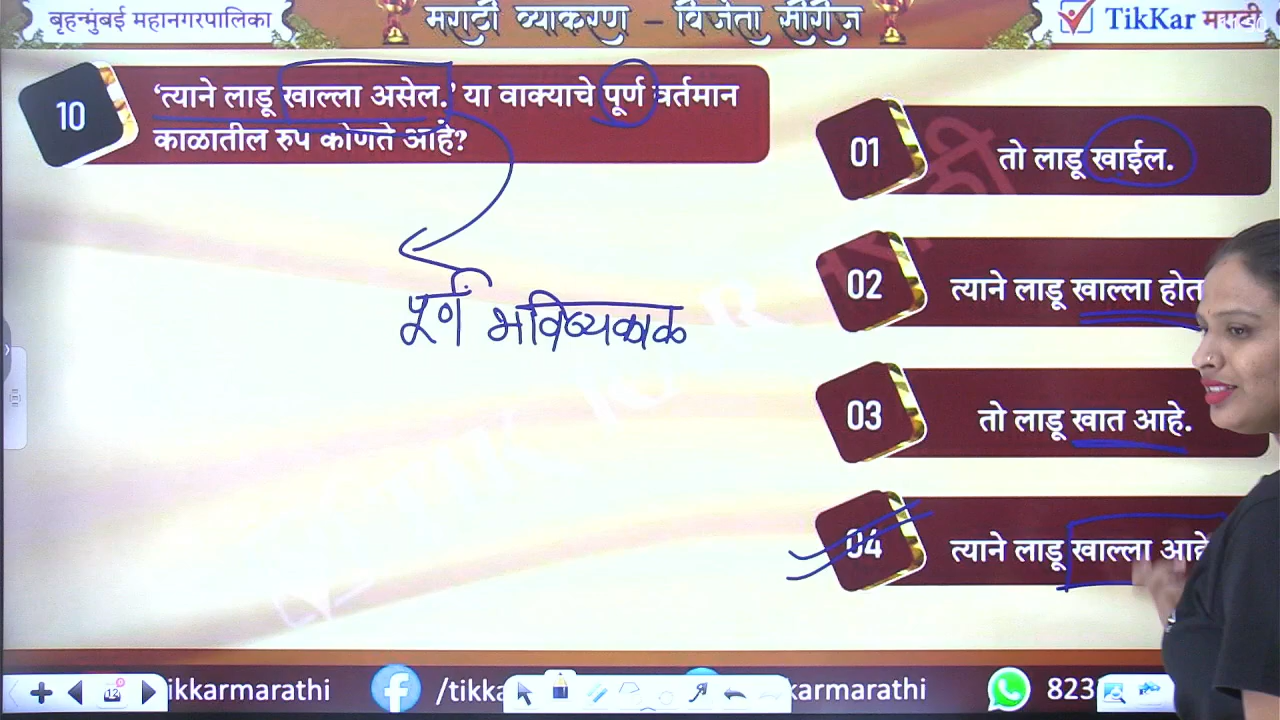 बृहन्मुंबई महानगरपालिका
मराठी व्याकरण – विजेता सीरीज
TikKar मराठी
10
‘त्याने लाडू खाल्ला असेल.’ या वाक्याचे पूर्ण वर्तमान
काळातील रुप कोणते आहे?
पूर्ण भविष्यकाळ
01
तो लाडू खाईल.
02
त्याने लाडू खाल्ला होत
03
तो लाडू खात आहे.
04
त्याने लाडू खाल्ला आहे
ikkarmarathi
/tikka
karmarathi
823